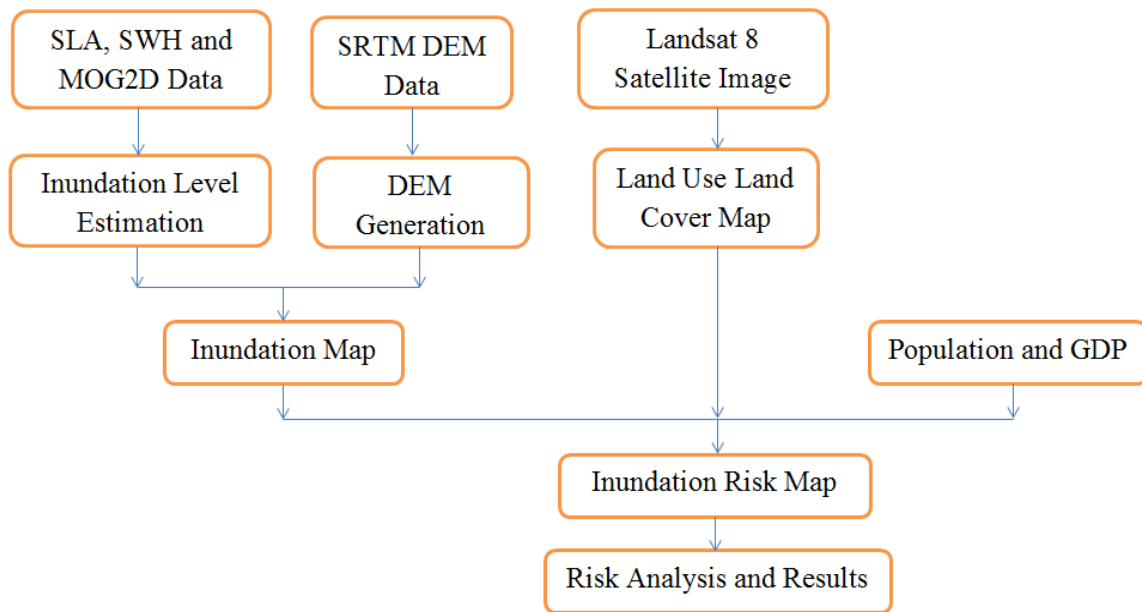 SLA, SWH and
MOG2D Data
SRTM DEM
Data
Landsat 8
Satellite Image
Inundation Level
Estimation
DEM
Generation
Land Use Land
Cover Map
Inundation Map
Population and GDP
Inundation Risk Map
Risk Analysis and Results